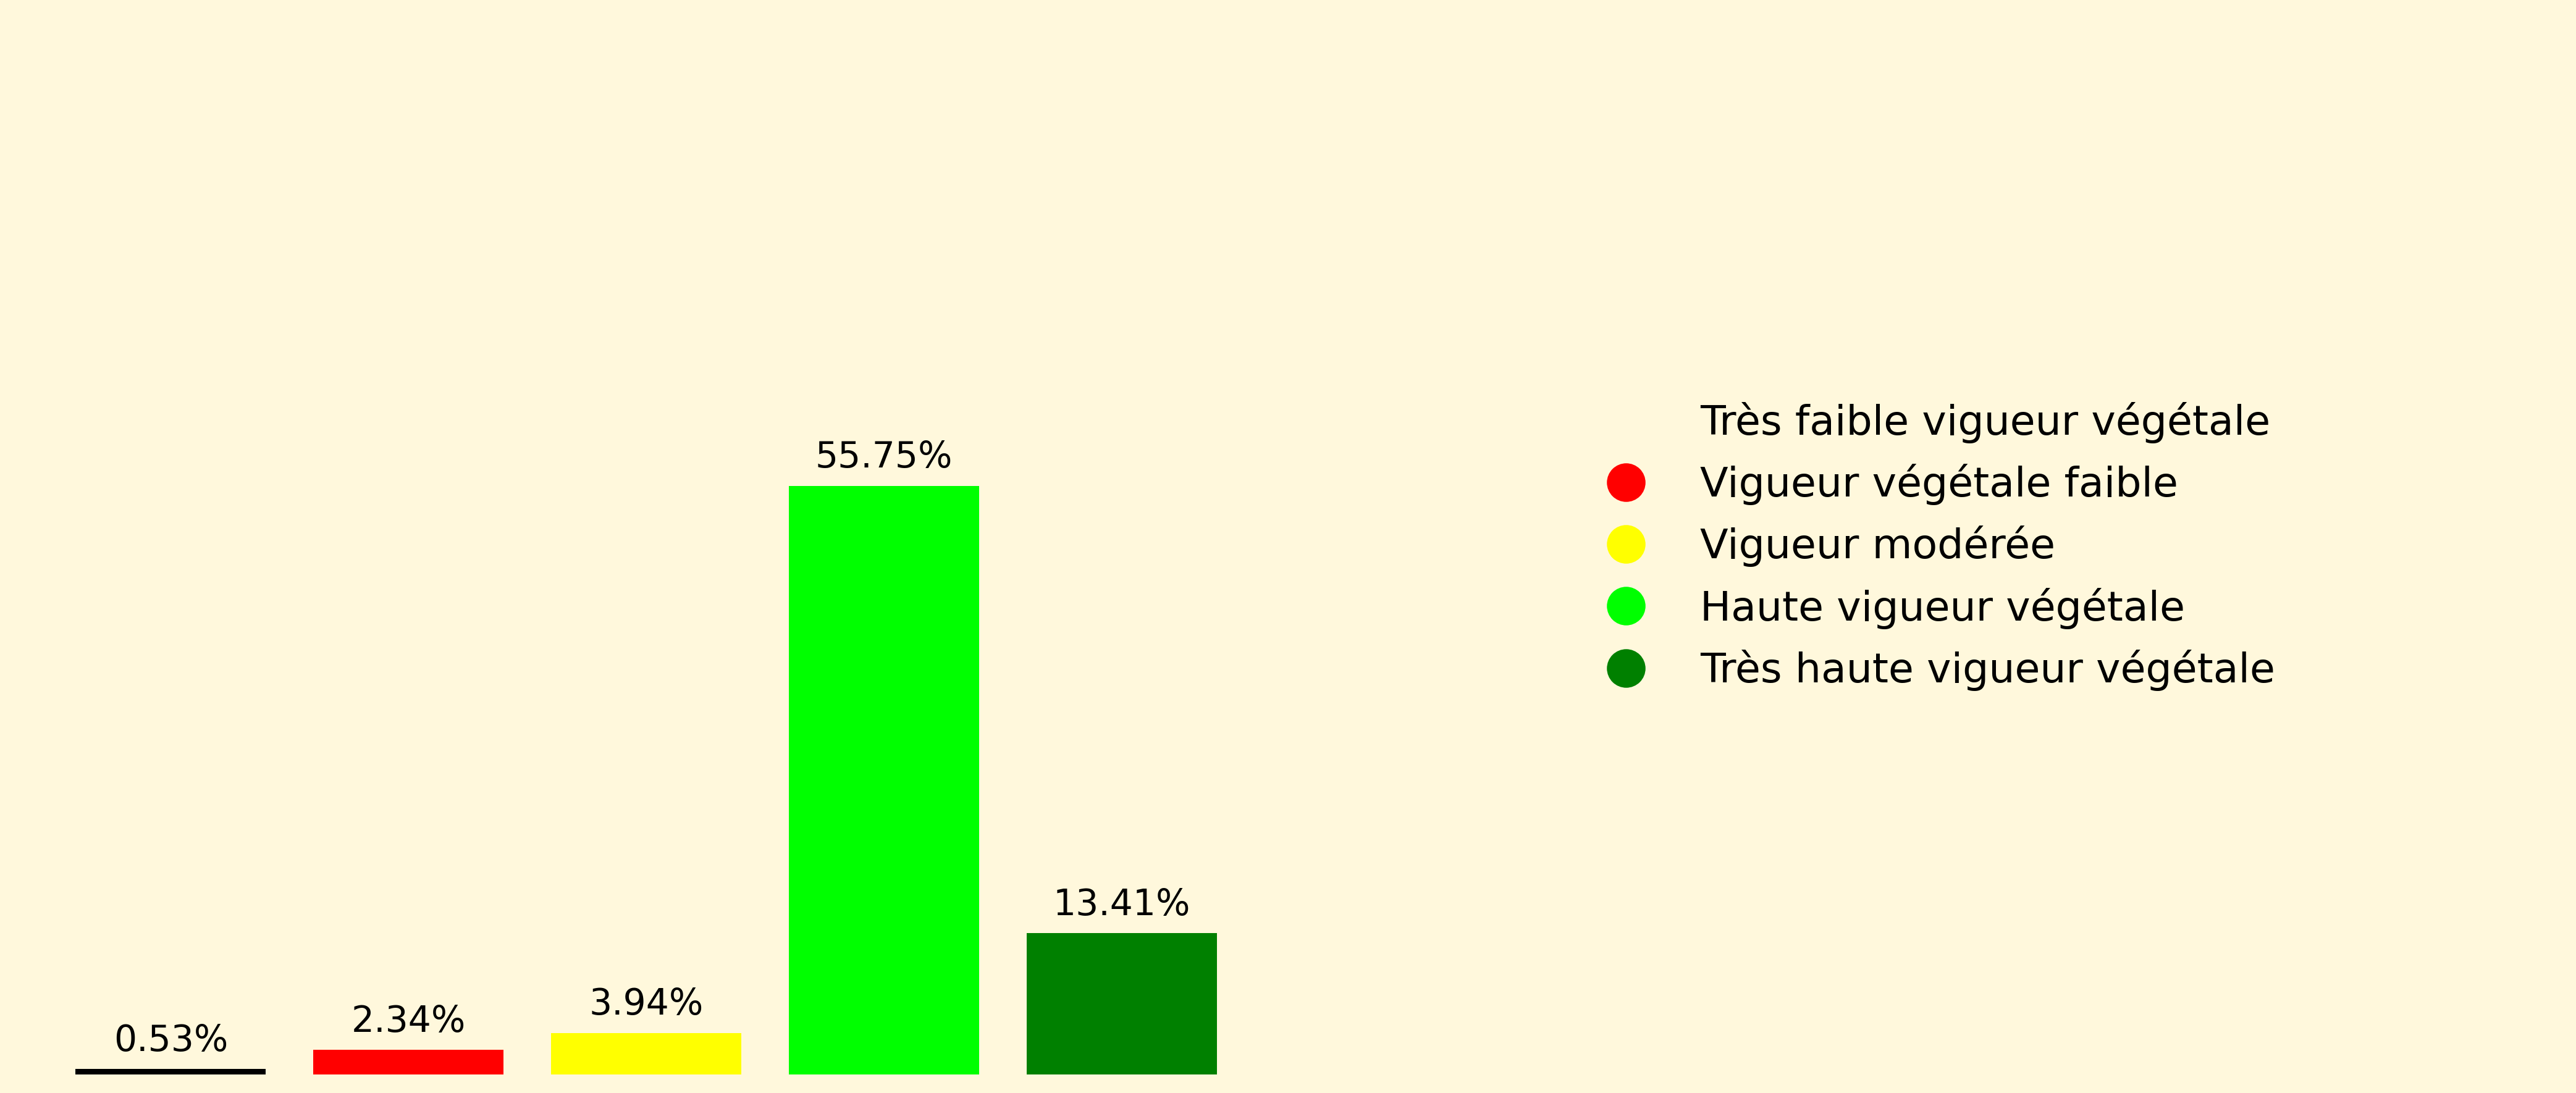 55.75%
13.41%
3.94%
2.34%
0.53%
Très faible vigueur végétale
Vigueur végétale faible
Vigueur modérée
Haute vigueur végétale
Très haute vigueur végétale